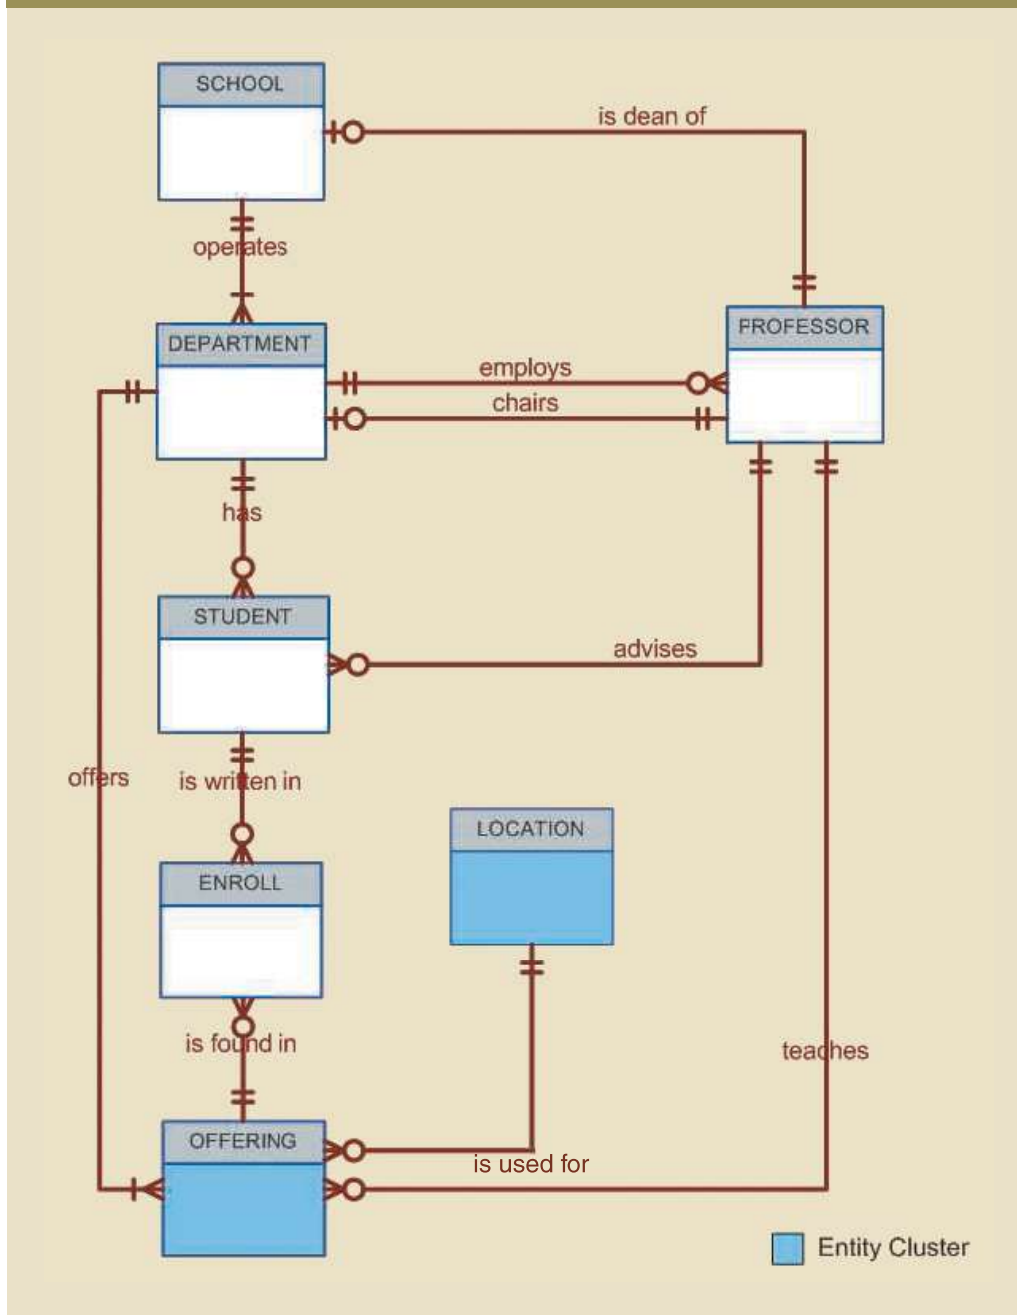 SCHOOL
is dean of
operates
PROFESSOR
DEPARTMENT
employs
chairs
has
STUDENT
advises
offers
is written in
LOCATION
ENROLL
is found in
teaches
OFFERING
is used for
Entity Cluster